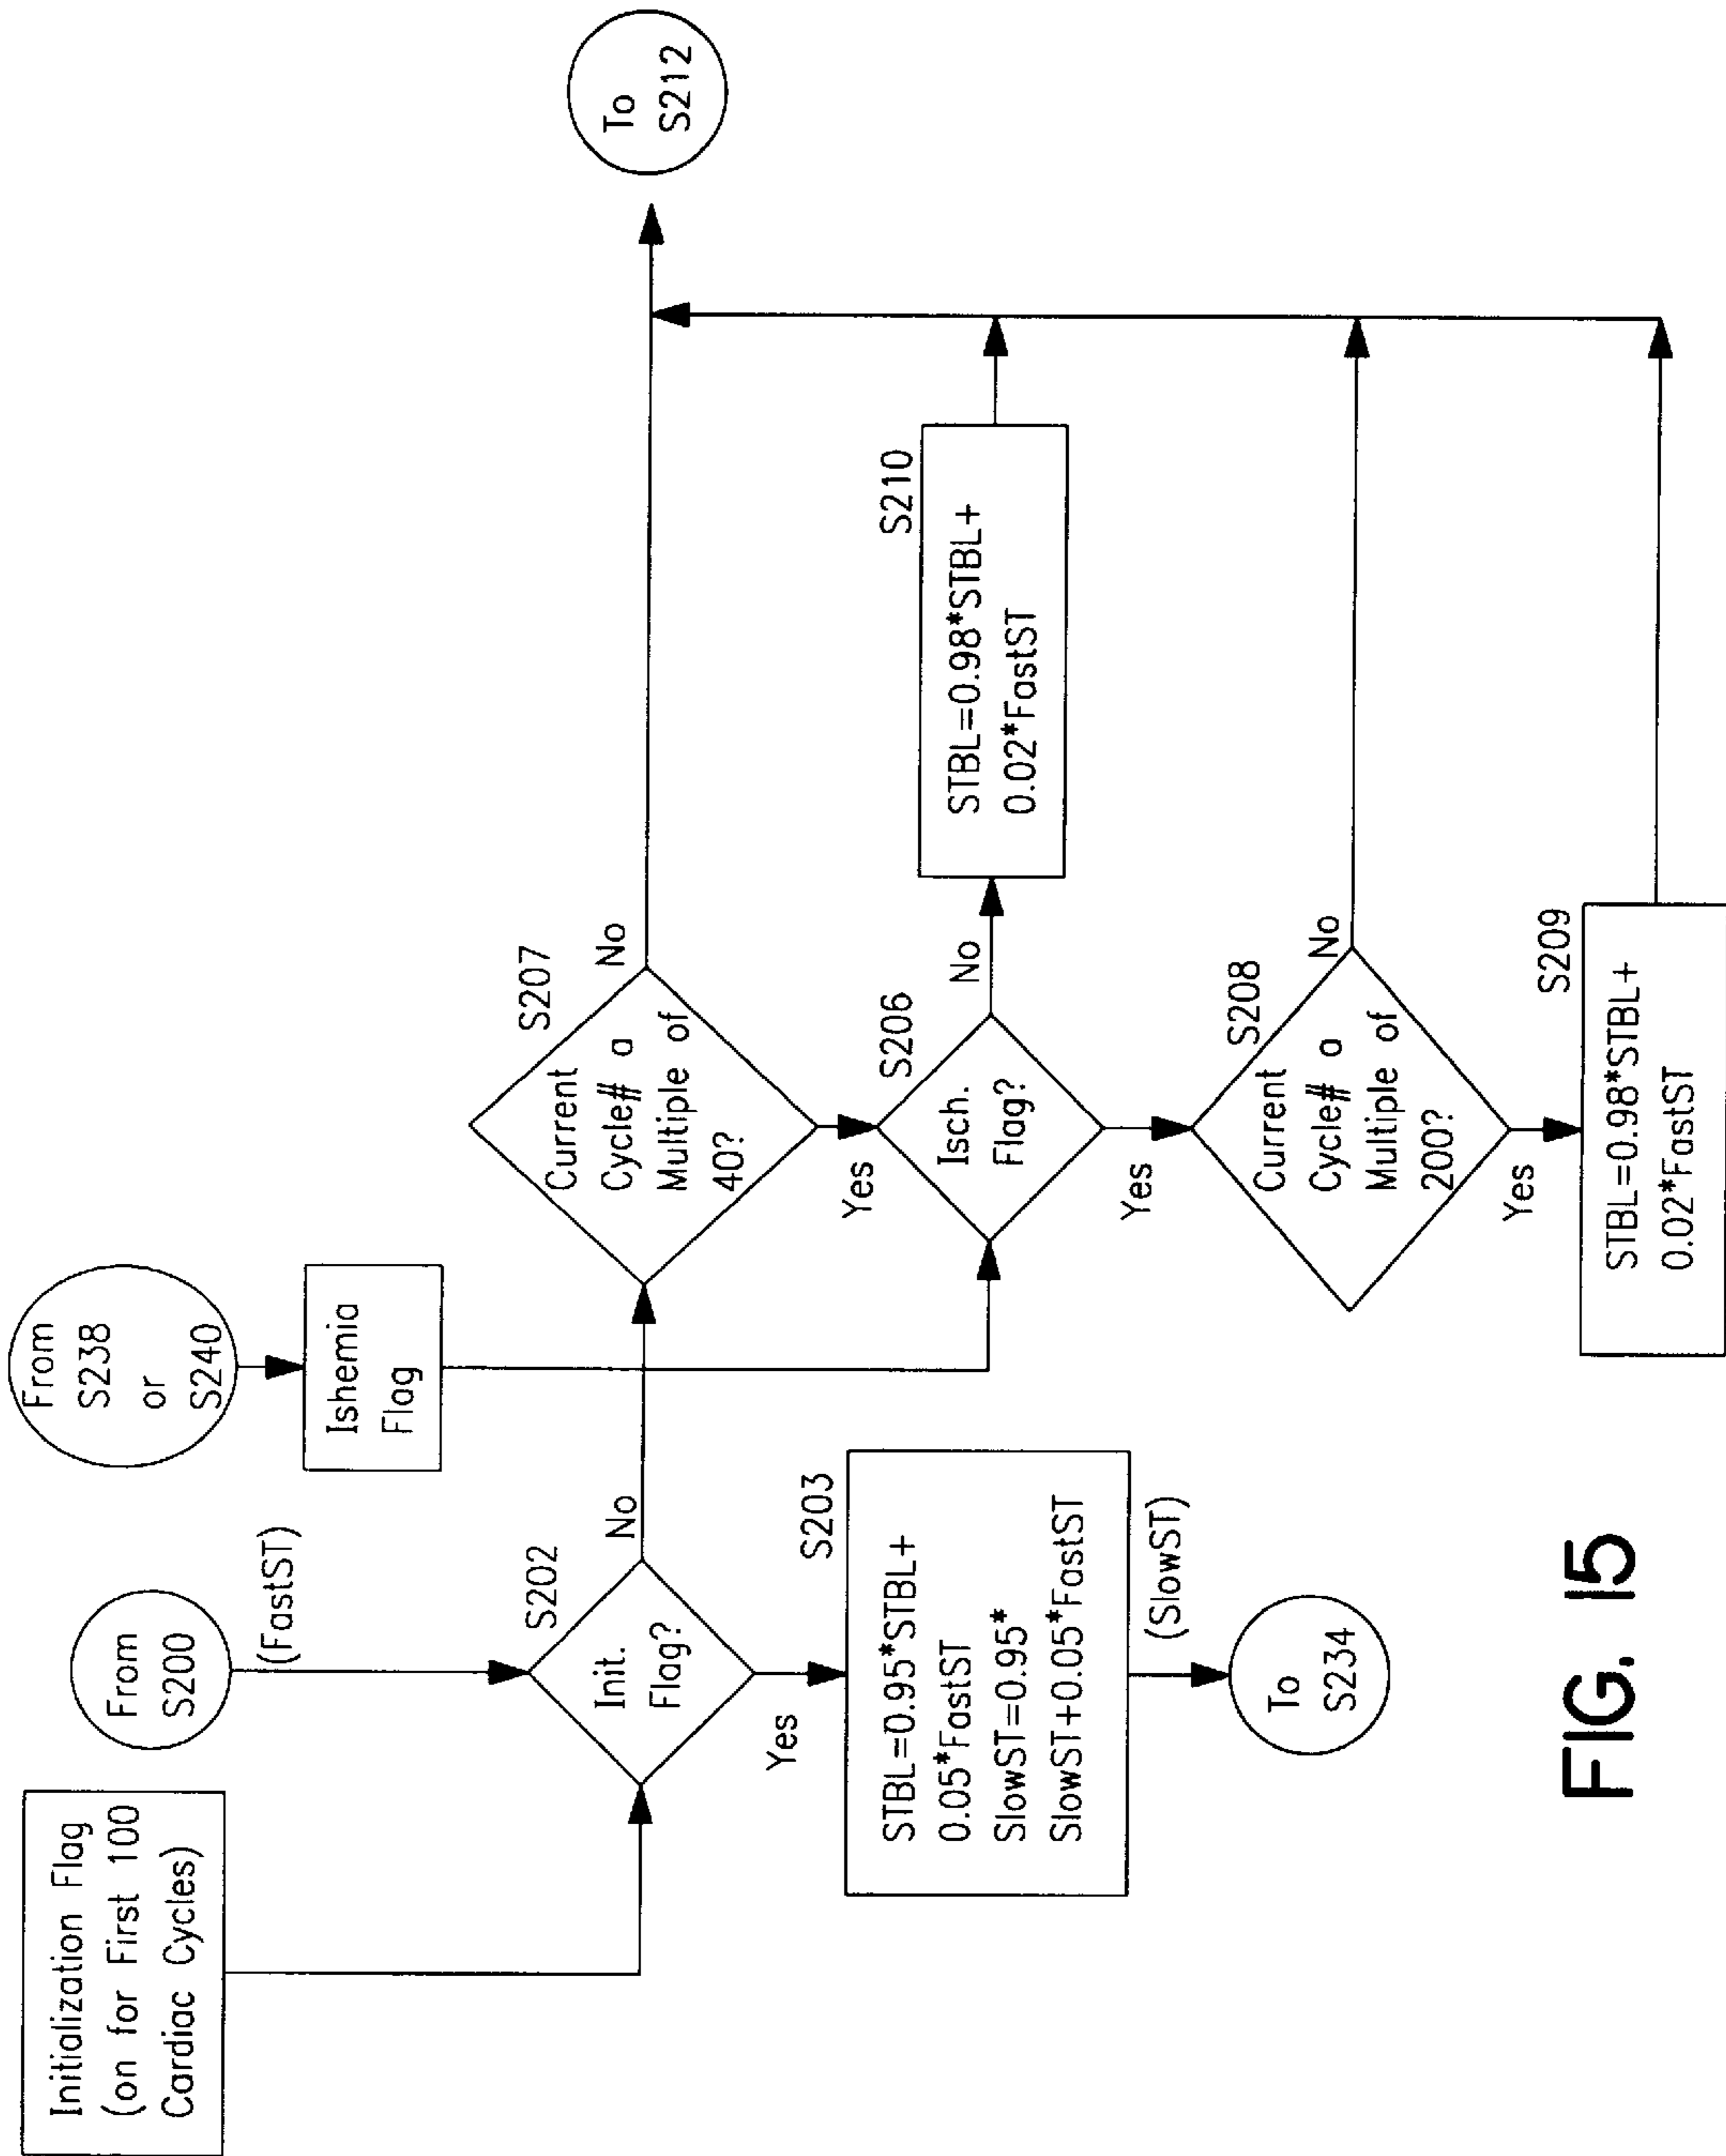 Initialization Flag
(on for First 100
Cardiac Cycles)
From
S200
(FastST)
From
S238
or
S240
Ishemia
Flag
S202
Init.
Flag?
No
Yes
S203
STBL=0.95*STBL+
0.05*FastST
SlowST=0.95*
SlowST+0.05*FastST
(SlowST)
To
S234
S207
Current
Cycle# a
Multiple of
40?
No
Yes
To
S212
S206
Isch.
Flag?
No
Yes
S210
STBL=0.98*STBL+
0.02*FastST
S208
Current
Cycle# a
Multiple of
200?
No
Yes
S209
STBL=0.98*STBL+
0.02*FastST
FIG. 15